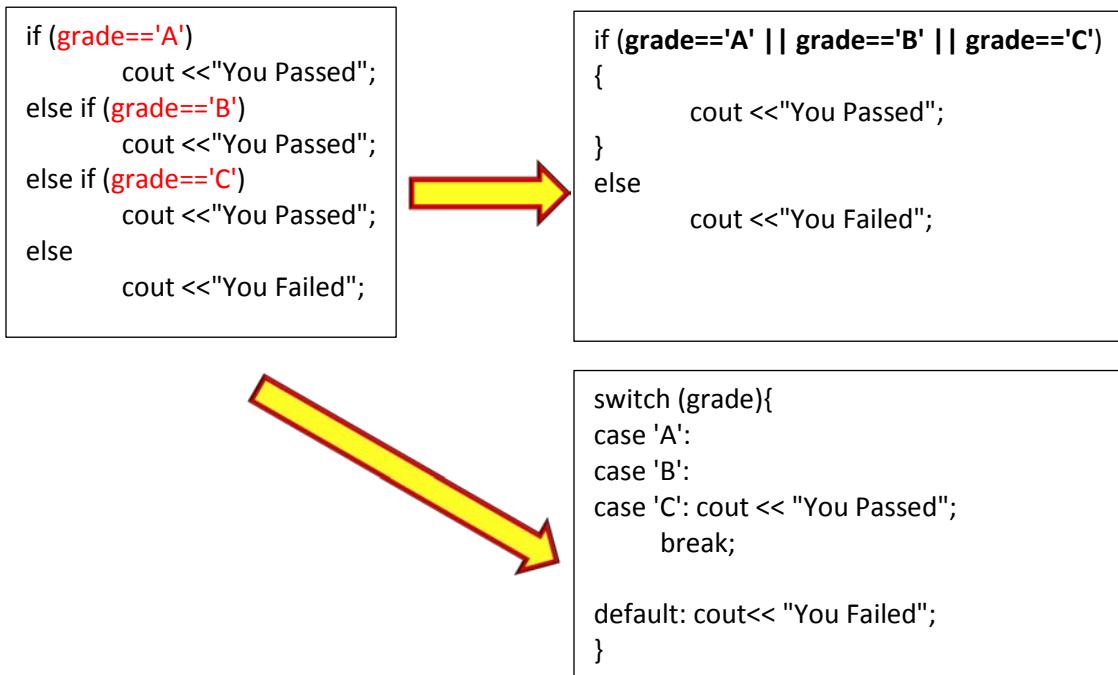 if (grade=='A')
cout <<"You Passed";
else if (grade=='B')
cout <<"You Passed";
else if (grade=='C')
cout <<"You Passed";
else
cout <<"You Failed";
if (grade=='A' || grade=='B' || grade=='C')
{
cout <<"You Passed";
}
else
cout <<"You Failed";
switch (grade){
case 'A':
case 'B':
case 'C': cout << "You Passed";
break;
default: cout<< "You Failed";
}